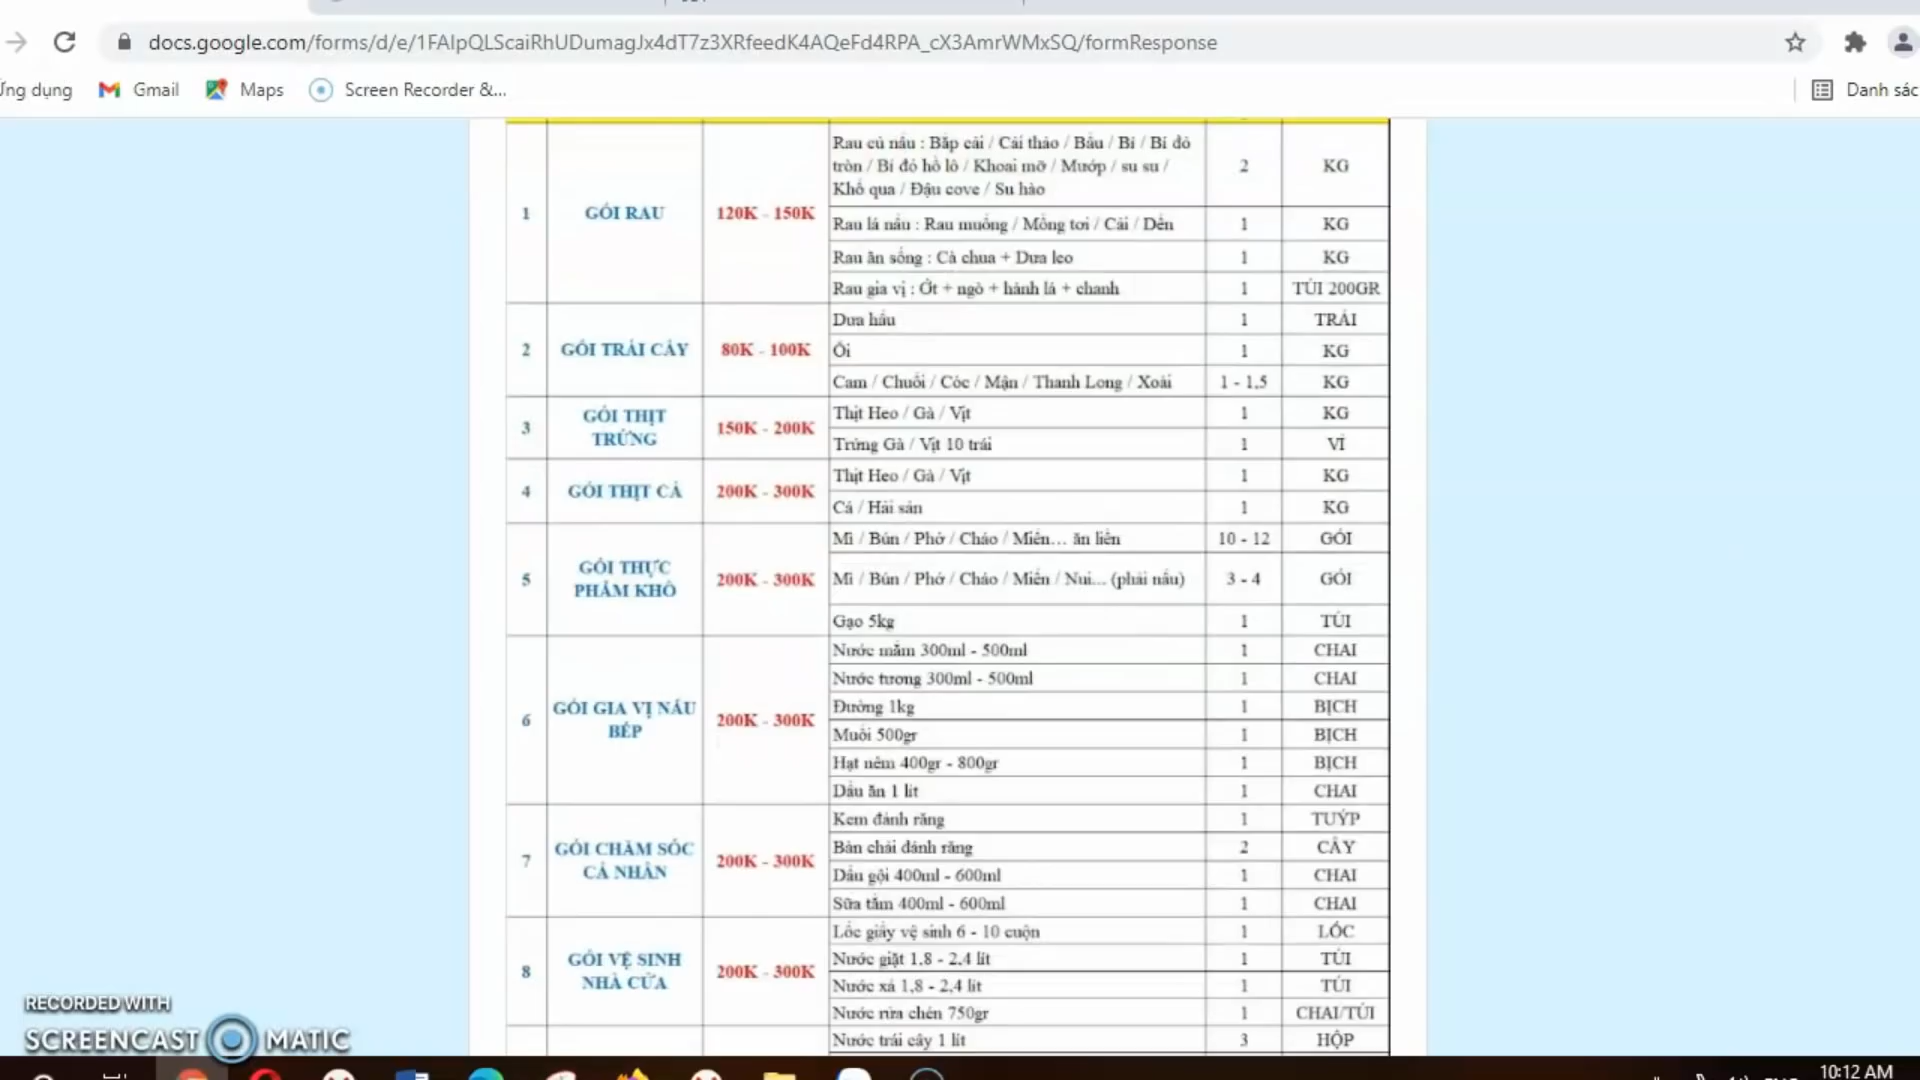 docs.google.com/forms/d/e/1FAIpQLScaiRhUDumagJx4dT7z3XRfeedK4AQeFd4RPA_cX3AmrWMxSQ/formResponse
Ứng dụng Gmail Maps Screen Recorder &... Danh sác
1 GÓI RAU 120K - 150K
Rau củ nấu : Bắp cải / Cải thảo / Bầu / Bí / Bí đỏ
tròn / Bí đỏ hồ lô / Khoai mỡ / Mướp / su su /
Khổ qua / Đậu cove / Su hào
2 KG
Rau lá nấu : Rau muống / Mồng tơi / Cải / Dền 1 KG
Rau ăn sống : Cà chua + Dưa leo 1 KG
Rau gia vị : Ớt + ngò + hành lá + chanh 1 TÚI 200GR
2 GÓI TRÁI CÂY 80K - 100K
Dưa hấu 1 TRÁI
Ổi 1 KG
Cam / Chuối / Cóc / Mận / Thanh Long / Xoài 1 - 1,5 KG
3 GÓI THỊT
TRỨNG
150K - 200K
Thịt Heo / Gà / Vịt 1 KG
Trứng Gà / Vịt 10 trái 1 VỈ
4 GÓI THỊT CÁ 200K - 300K
Thịt Heo / Gà / Vịt 1 KG
Cá / Hải sản 1 KG
5 GÓI THỰC
PHẨM KHÔ
200K - 300K
Mì / Bún / Phở / Cháo / Miến... ăn liền 10 - 12 GÓI
Mì / Bún / Phở / Cháo / Miến / Nui... (phải nấu) 3 - 4 GÓI
Gạo 5kg 1 TÚI
6 GÓI GIA VỊ NẤU
BẾP
200K - 300K
Nước mắm 300ml - 500ml 1 CHAI
Nước tương 300ml - 500ml 1 CHAI
Đường 1kg 1 BỊCH
Muối 500gr 1 BỊCH
Hạt nêm 400gr - 800gr 1 BỊCH
Dầu ăn 1 lít 1 CHAI
7 GÓI CHĂM SÓC
CÁ NHÂN
200K - 300K
Kem đánh răng 1 TUÝP
Bàn chải đánh răng 2 CÂY
Dầu gội 400ml - 600ml 1 CHAI
Sữa tắm 400ml - 600ml 1 CHAI
8 GÓI VỆ SINH
NHÀ CỬA
200K - 300K
Lốc giấy vệ sinh 6 - 10 cuộn 1 LỐC
Nước giặt 1,8 - 2,4 lít 1 TÚI
Nước xả 1,8 - 2,4 lít 1 TÚI
Nước rửa chén 750gr 1 CHAI/TÚI
Nước trái cây 1 lít 3 HỘP
RECORDED WITH
SCREENCAST MATIC
10:12 AM